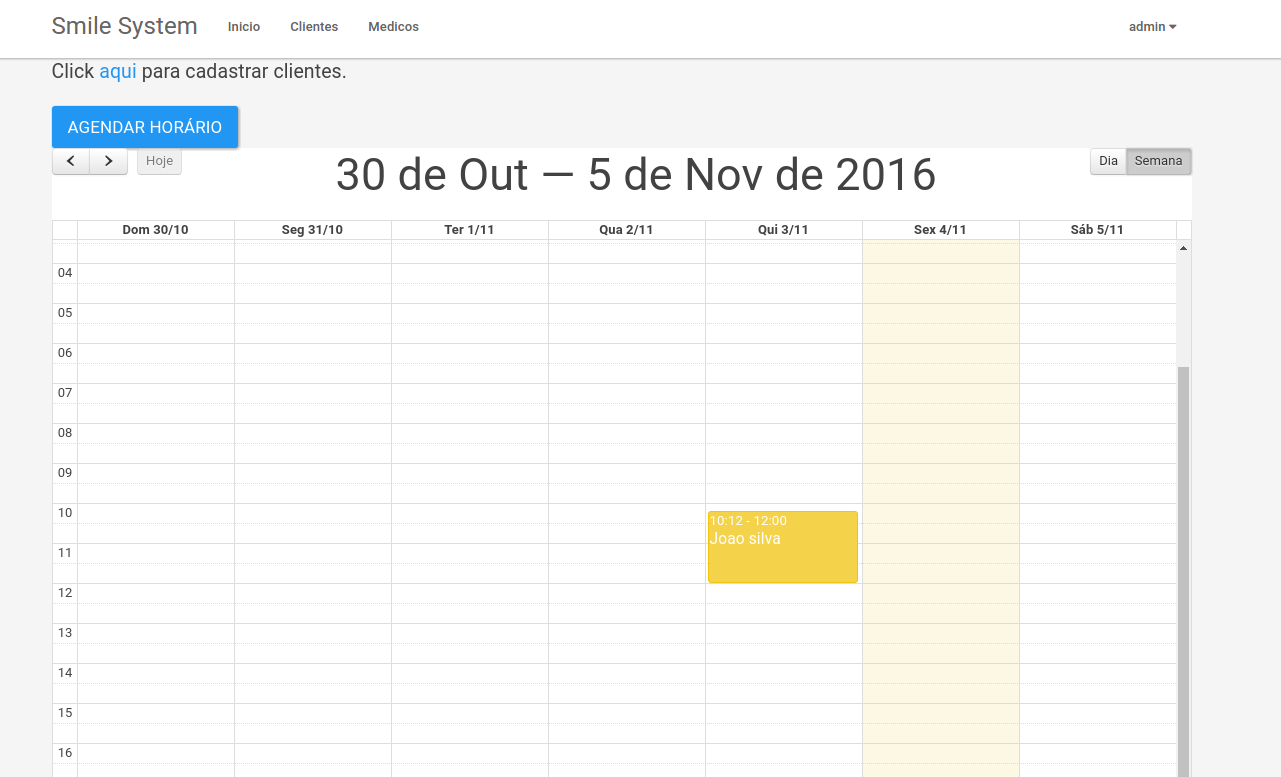 Smile System Inicio Clientes Medicos admin
Click aqui para cadastrar clientes.
AGENDAR HORÁRIO
Hoje 30 de Out — 5 de Nov de 2016 Dia Semana
Dom 30/10 Seg 31/10 Ter 1/11 Qua 2/11 Qui 3/11 Sex 4/11 Sáb 5/11
04
05
06
07
08
09
10
10:12 - 12:00
Joao silva
11
12
13
14
15
16